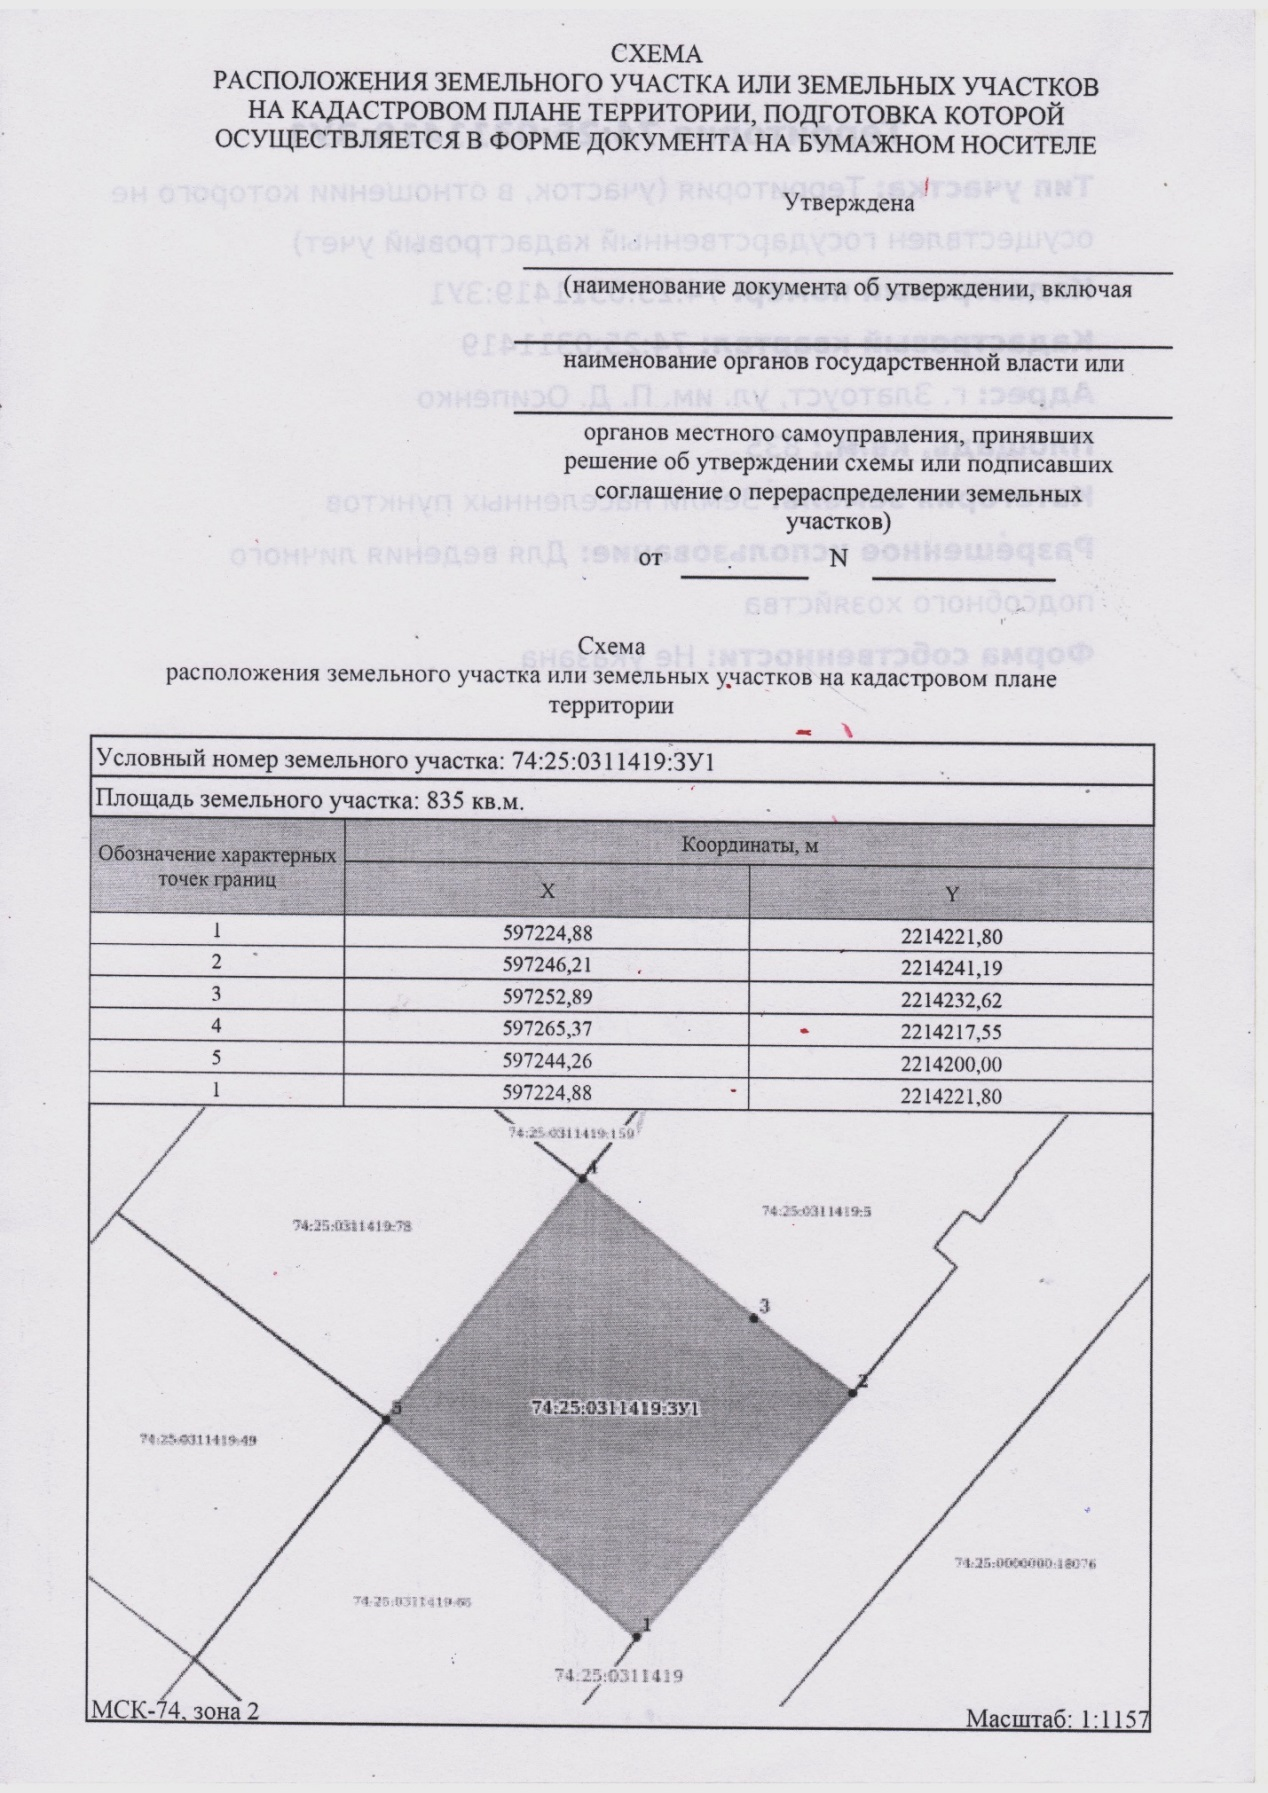 СХЕМА
РАСПОЛОЖЕНИЯ ЗЕМЕЛЬНОГО УЧАСТКА ИЛИ ЗЕМЕЛЬНЫХ УЧАСТКОВ
НА КАДАСТРОВОМ ПЛАНЕ ТЕРРИТОРИИ, ПОДГОТОВКА КОТОРОЙ
ОСУЩЕСТВЛЯЕТСЯ В ФОРМЕ ДОКУМЕНТА НА БУМАЖНОМ НОСИТЕЛЕ
Утверждена
(наименование документа об утверждении, включая
наименование органов государственной власти или
органов местного самоуправления, принявших
решение об утверждении схемы или подписавших
соглашение о перераспределении земельных
участков)
от N
Схема
расположения земельного участка или земельных участков на кадастровом плане
территории
Условный номер земельного участка: 74:25:0311419:ЗУ1
Площадь земельного участка: 835 кв.м.
Обозначение характерных точек границ Координаты, м
X Y
1 597224,88 2214221,80
2 597246,21 2214241,19
3 597252,89 2214232,62
4 597265,37 2214217,55
5 597244,26 2214200,00
1 597224,88 2214221,80
74:25:0311419:159
4
74:25:0311419:78
74:25:0311419:5
3
2
5
74:25:0311419:ЗУ1
74:25:0311419:49
74:25:0000000:18076
74:25:0311419:66
1
74:25:0311419
МСК-74, зона 2
Масштаб: 1:1157